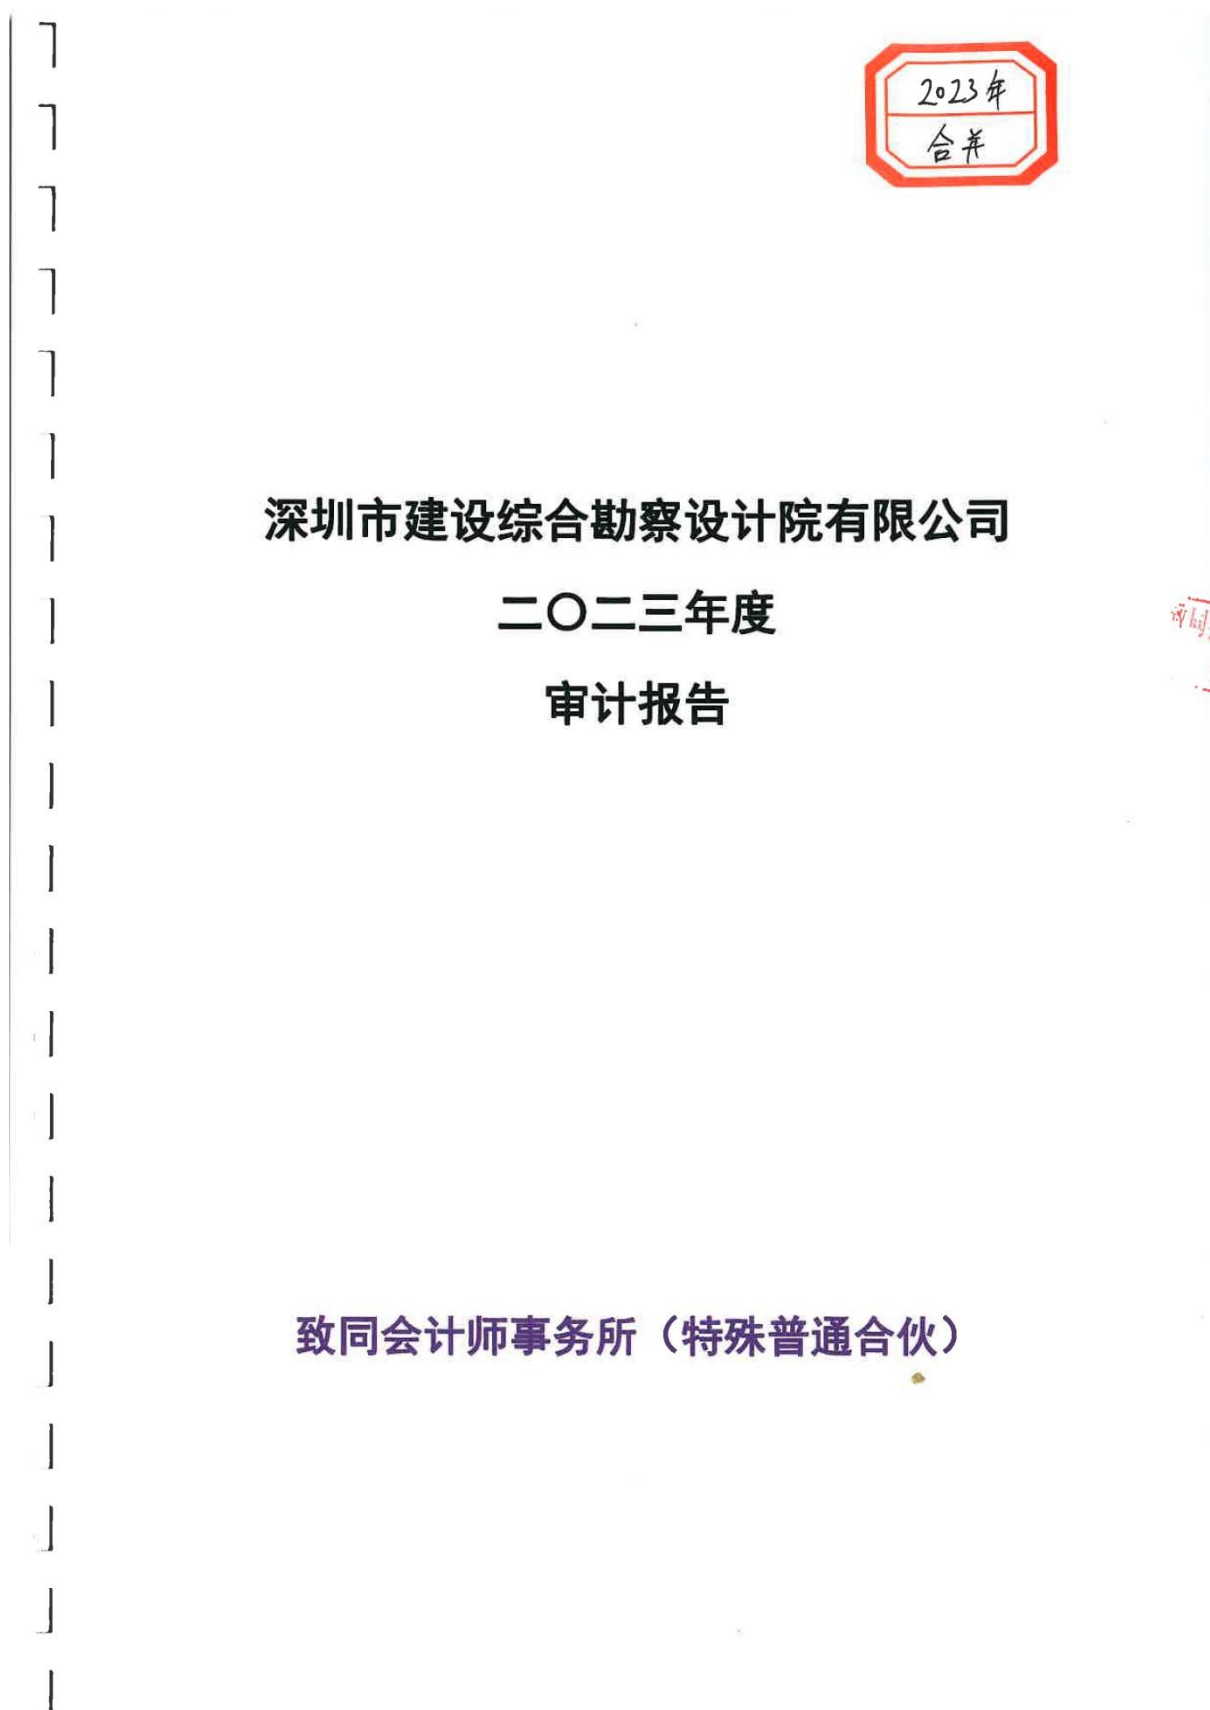 2023年
合并
深圳市建设综合勘察设计院有限公司
二〇二三年度
审计报告
致同会计师事务所（特殊普通合伙）